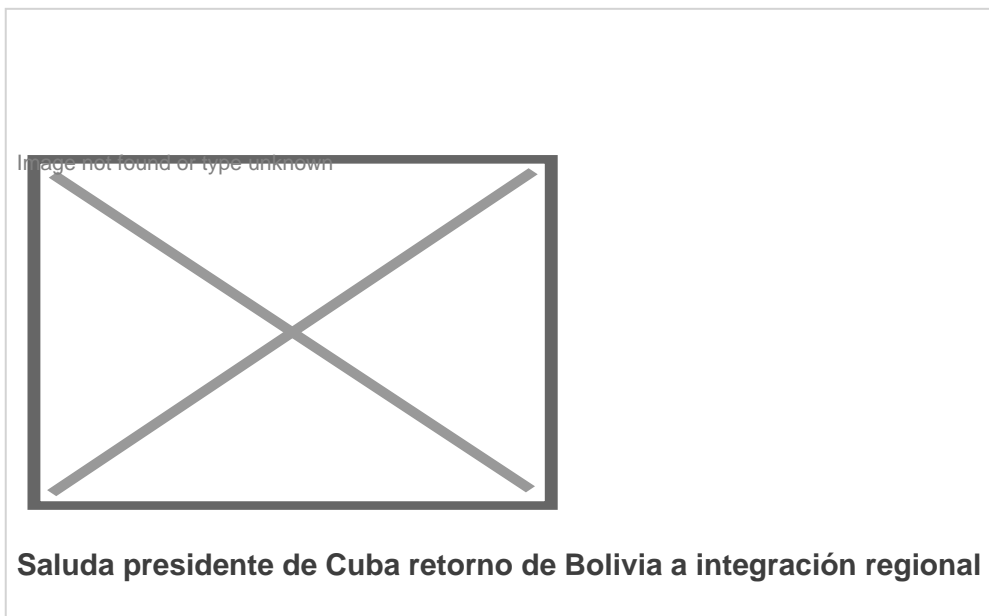 Image not found or type unknown
Saluda presidente de Cuba retorno de Bolivia a integración regional